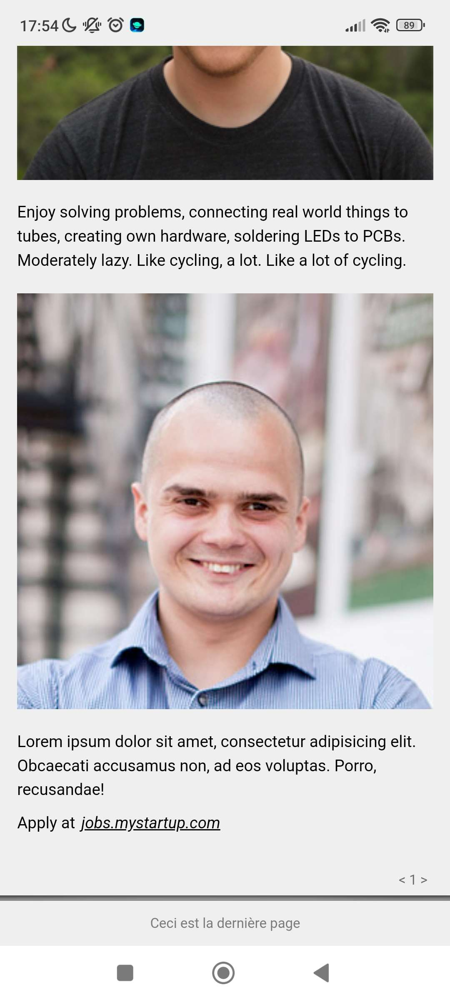 17:54
89
Enjoy solving problems, connecting real world things to
tubes, creating own hardware, soldering LEDs to PCBs.
Moderately lazy. Like cycling, a lot. Like a lot of cycling.
Lorem ipsum dolor sit amet, consectetur adipisicing elit.
Obcaecati accusamus non, ad eos voluptas. Porro,
recusandae!
Apply at jobs.mystartup.com
< 1 >
Ceci est la dernière page